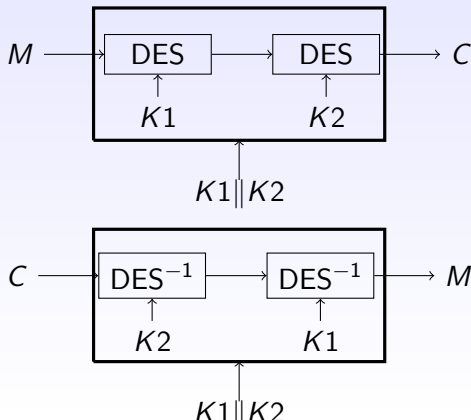 M DES DES C
K1 K2
K1||K2
C DES⁻¹ DES⁻¹ M
K2 K1
K1||K2